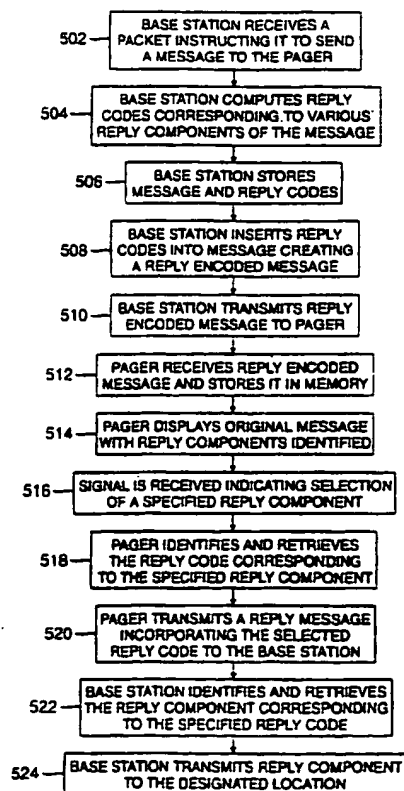 BASE STATION RECEIVES A
502
PACKET INSTRUCTING IT TO SEND
A MESSAGE TO THE PAGER
BASE STATION COMPUTES REPLY
504
CODES CORRESPONDING TO VARIOUS
REPLY COMPONENTS OF THE MESSAGE
506
BASE STATION STORES
MESSAGE AND REPLY CODES
BASE STATION INSERTS REPLY
508
CODES INTO MESSAGE CREATING
A REPLY ENCODED MESSAGE
510
BASE STATION TRANSMITS REPLY
ENCODED MESSAGE TO PAGER
512
PAGER RECEIVES REPLY ENCODED
MESSAGE AND STORES IT IN MEMORY
514
PAGER DISPLAYS ORIGINAL MESSAGE
WITH REPLY COMPONENTS IDENTIFIED
516
SIGNAL IS RECEIVED INDICATING SELECTION
OF A SPECIFIED REPLY COMPONENT
PAGER IDENTIFIES AND RETRIEVES
518
THE REPLY CODE CORRESPONDING
TO THE SPECIFIED REPLY COMPONENT
PAGER TRANSMITS A REPLY MESSAGE
520
INCORPORATING THE SELECTED
REPLY CODE TO THE BASE STATION
BASE STATION IDENTIFIES AND RETRIEVES
522
THE REPLY COMPONENT CORRESPONDING
TO THE SPECIFIED REPLY CODE
524
BASE STATION TRANSMITS REPLY COMPONENT
TO THE DESIGNATED LOCATION